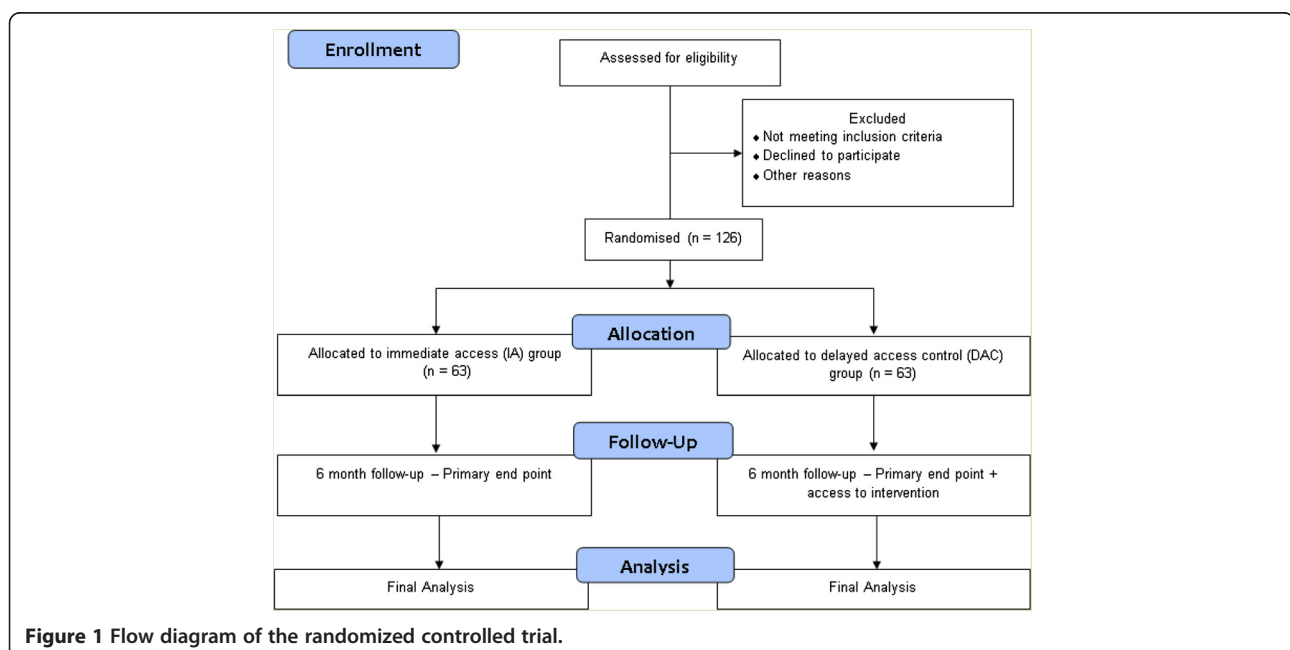 Enrollment
Assessed for eligibility
Excluded
⬥ Not meeting inclusion criteria
⬥ Declined to participate
⬥ Other reasons
Randomised (n = 126)
Allocation
Allocated to immediate access (IA) group
(n = 63)
Allocated to delayed access control (DAC)
group (n = 63)
Follow-Up
6 month follow-up – Primary end point
6 month follow-up – Primary end point +
access to intervention
Analysis
Final Analysis
Final Analysis
Figure 1 Flow diagram of the randomized controlled trial.